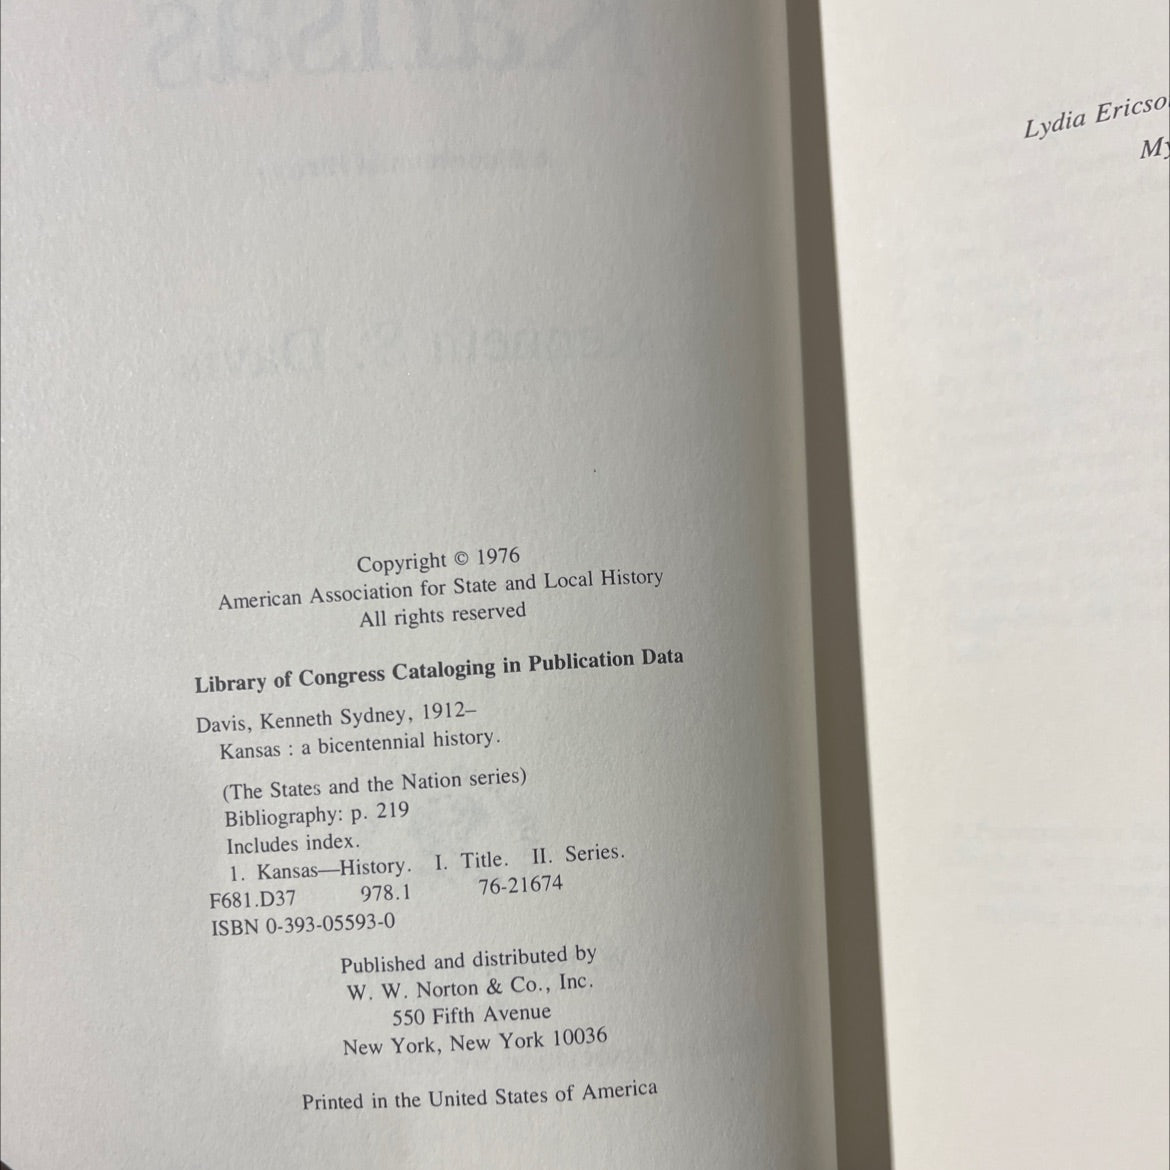 Copyright © 1976
American Association for State and Local History
All rights reserved
Library of Congress Cataloging in Publication Data
Davis, Kenneth Sydney, 1912–
Kansas : a bicentennial history.
(The States and the Nation series)
Bibliography: p. 219
Includes index.
1. Kansas—History. I. Title. II. Series.
F681.D37 978.1 76-21674
ISBN 0-393-05593-0
Published and distributed by
W. W. Norton & Co., Inc.
550 Fifth Avenue
New York, New York 10036
Printed in the United States of America
Lydia Ericso
My